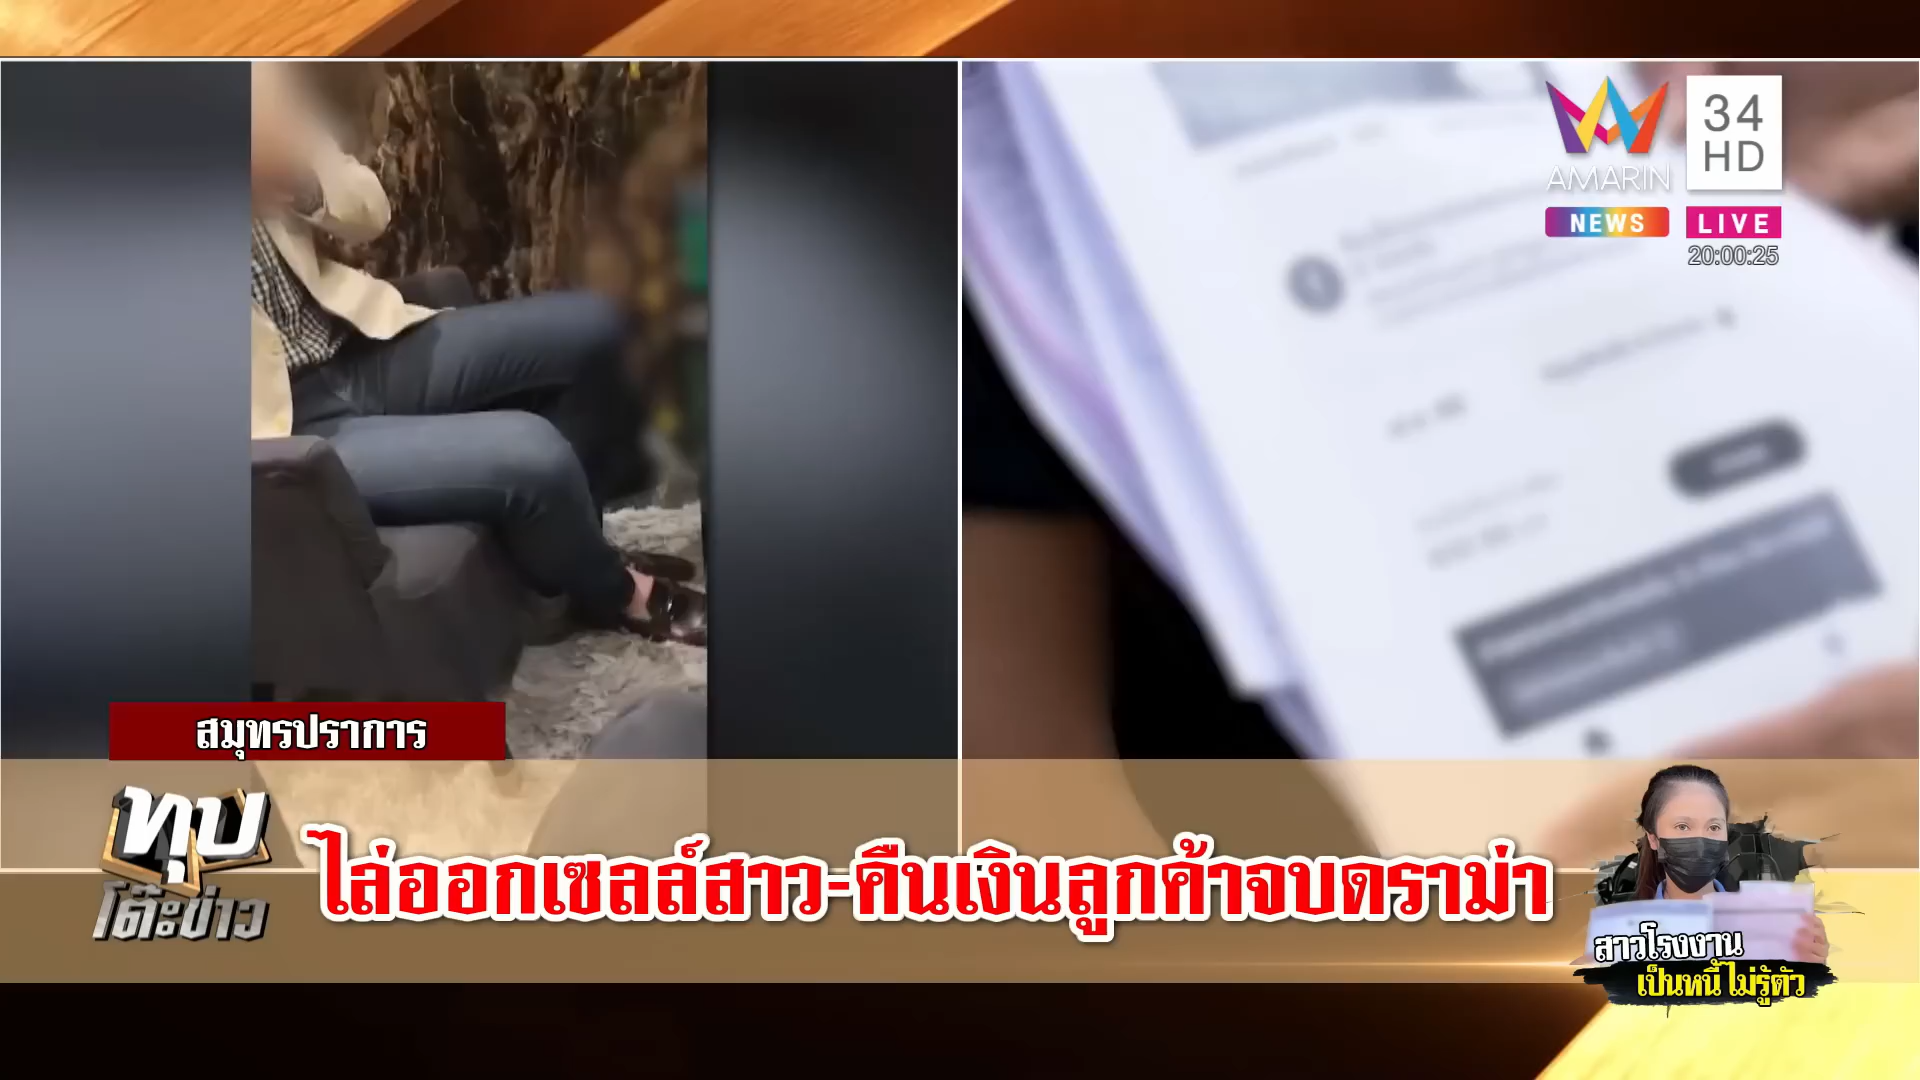 AMARIN
34
HD
NEWS
LIVE
20:00:25
สมุทรปราการ
ทุบ
โต๊ะข่าว
ไล่ออกเซลล์สาว-คืนเงินลูกค้าจบดราม่า
สาวโรงงาน
เป็นหนี้ไม่รู้ตัว